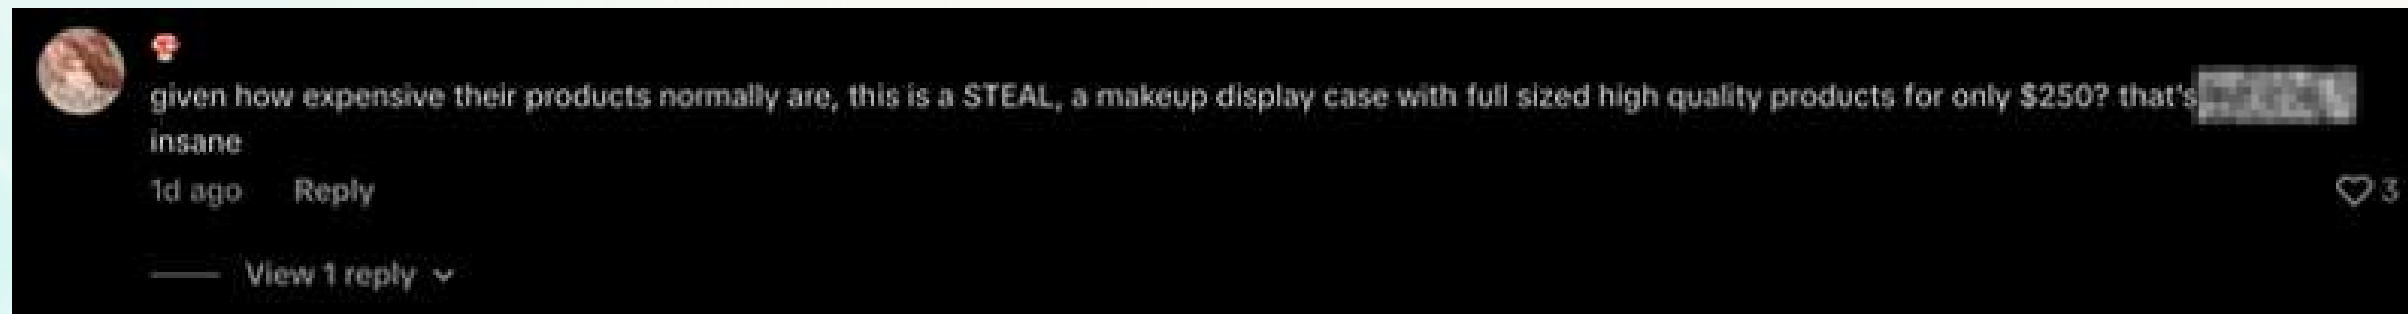 given how expensive their products normally are, this is a STEAL, a makeup display case with full sized high quality products for only $250? that's
insane
1d ago Reply
3
View 1 reply